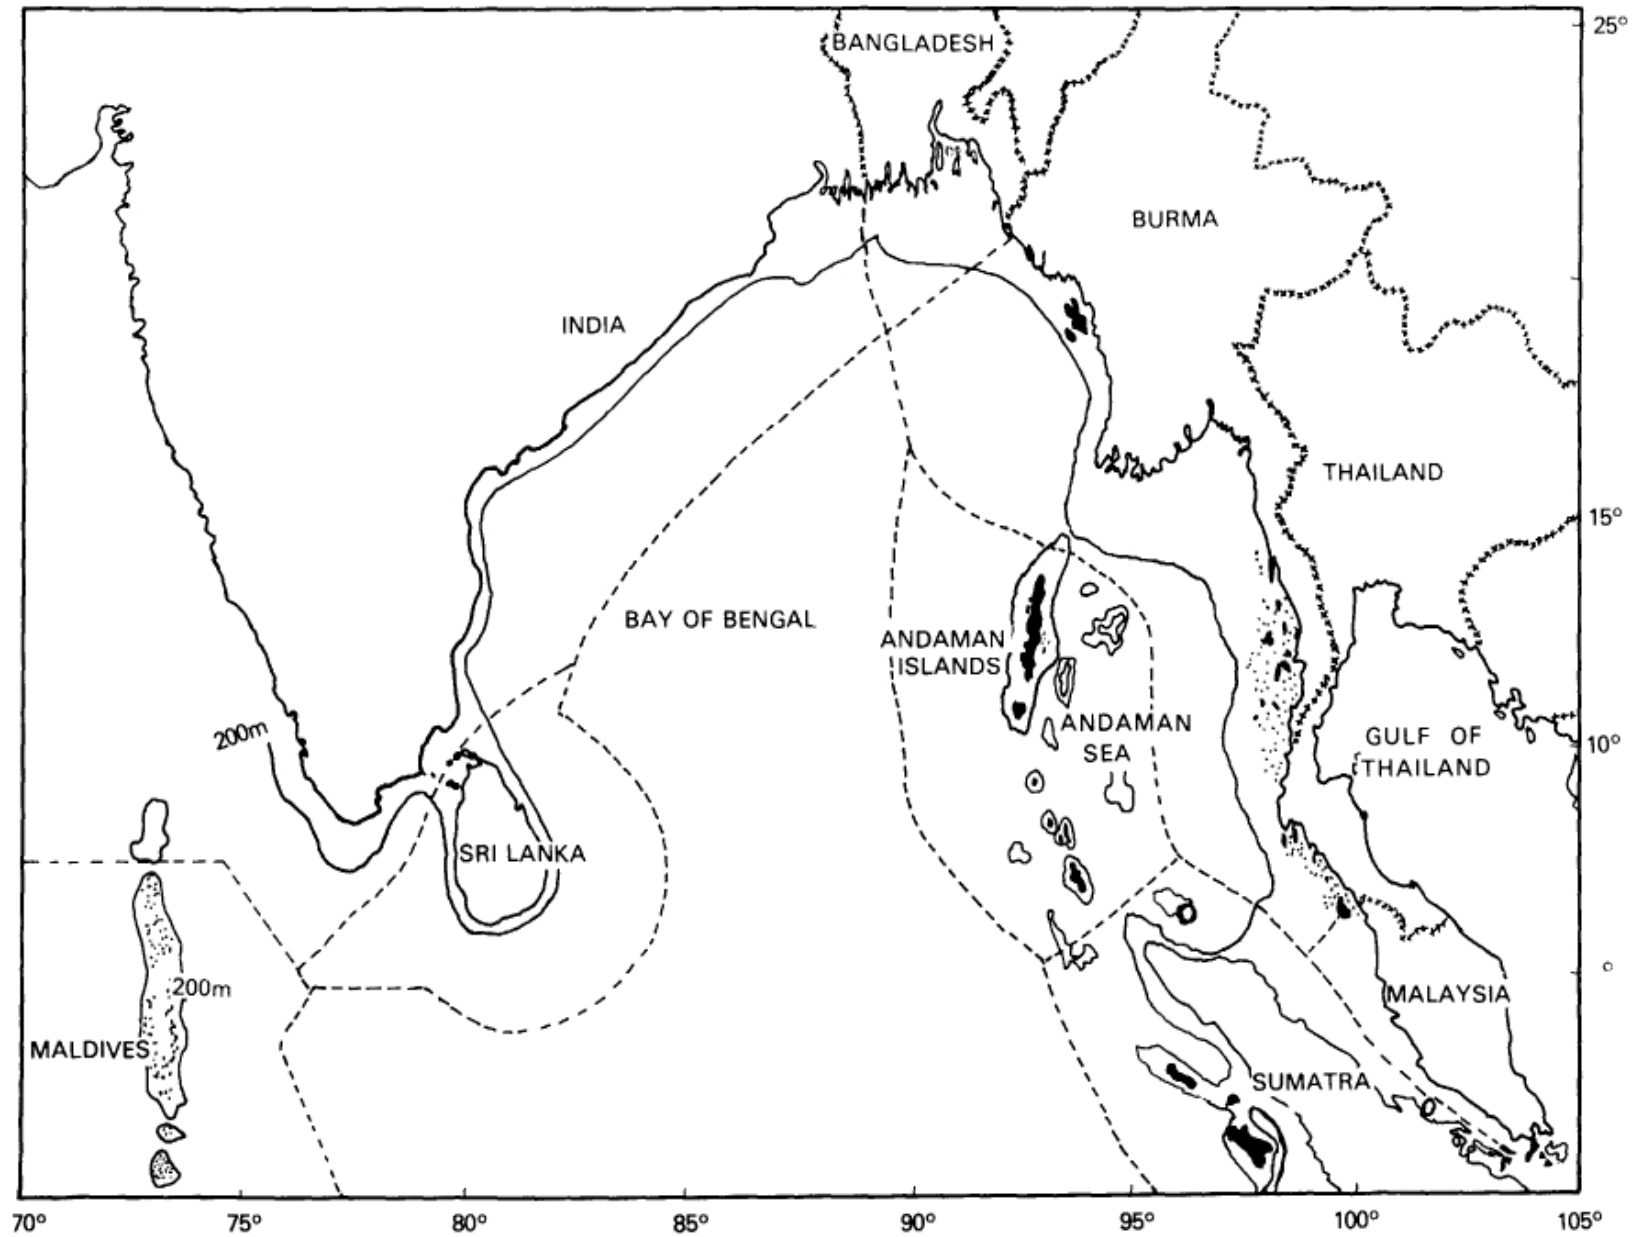 BANGLADESH
25°
BURMA
INDIA
THAILAND
15°
BAY OF BENGAL
ANDAMAN
ISLANDS
ANDAMAN
SEA
200m
GULF OF
THAILAND
10°
SRI LANKA
200m
°
MALDIVES
MALAYSIA
SUMATRA
70°
75°
80°
85°
90°
95°
100°
105°